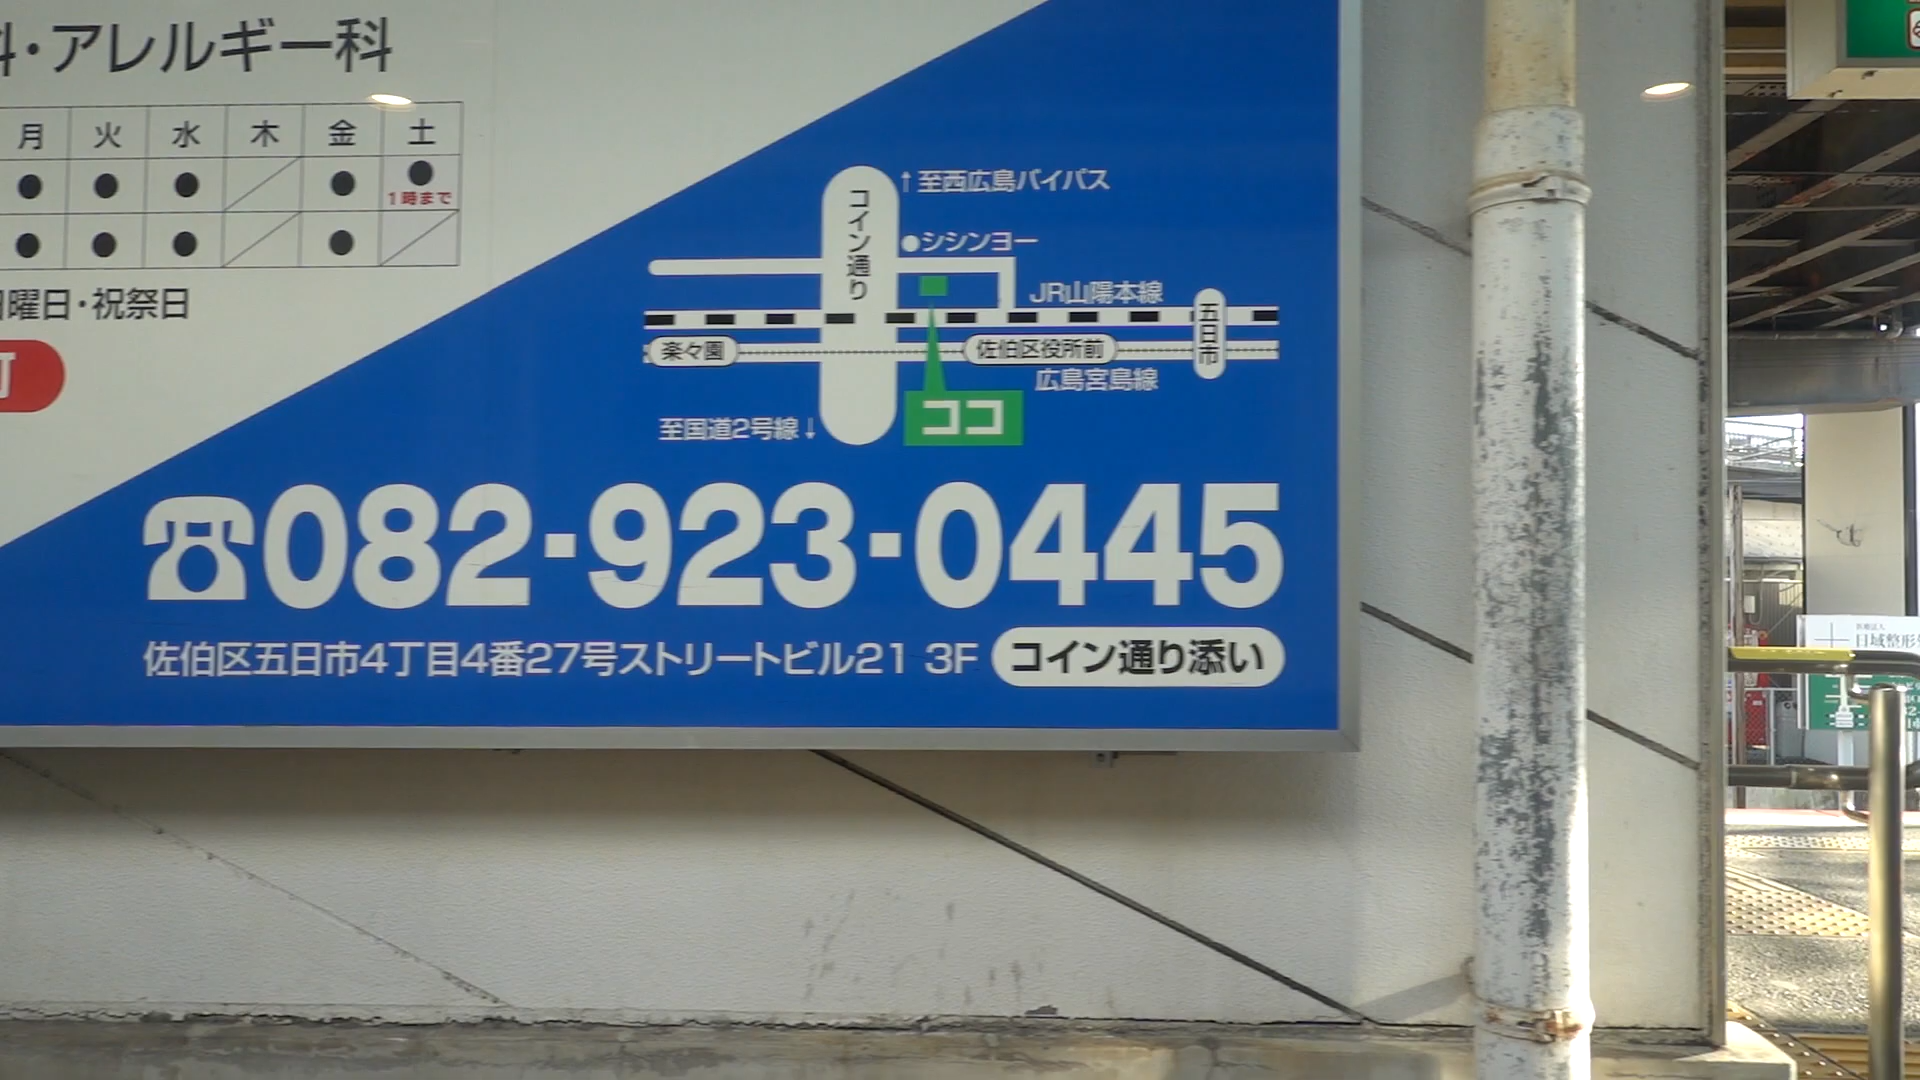 科・アレルギー科
月 火 水 木 金 土
● ● ● ● ●
1時まで
● ● ● ●
日曜日・祝祭日
コイン通り
↑至西広島バイパス
●シシンヨー
JR山陽本線
五日市
楽々園
佐伯区役所前
広島宮島線
至国道2号線↓
ココ
☎082-923-0445
佐伯区五日市4丁目4番27号ストリートビル21 3F コイン通り添い